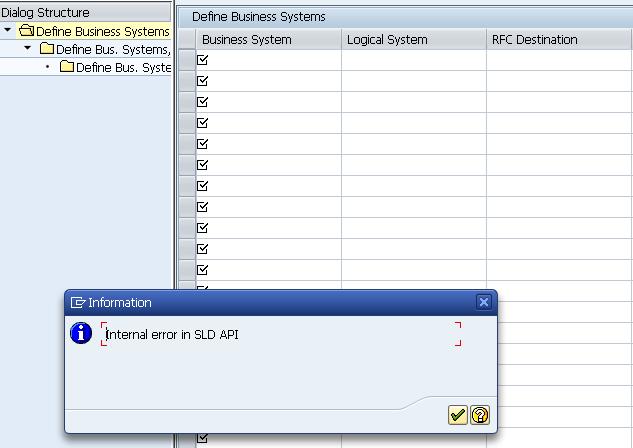 Dialog Structure
Define Business Systems
Define Bus. Systems,
Define Bus. Syste
Define Business Systems
Business System
Logical System
RFC Destination
Information
Internal error in SLD API